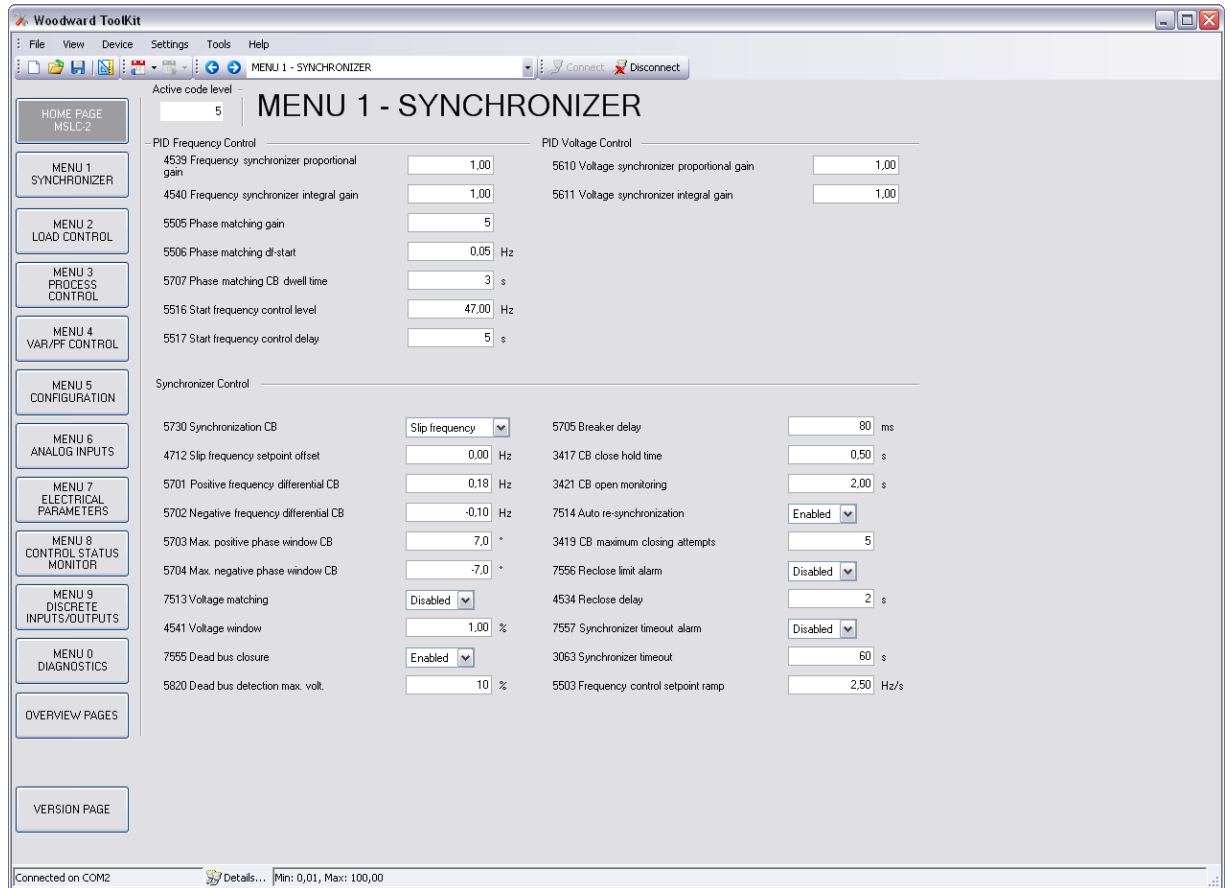 Woodward ToolKit
File View Device Settings Tools Help
MENU 1 - SYNCHRONIZER Connect Disconnect
Active code level
5
MENU 1 - SYNCHRONIZER
HOME PAGE
MSLC-2
MENU 1
SYNCHRONIZER
MENU 2
LOAD CONTROL
MENU 3
PROCESS
CONTROL
MENU 4
VAR/PF CONTROL
MENU 5
CONFIGURATION
MENU 6
ANALOG INPUTS
MENU 7
ELECTRICAL
PARAMETERS
MENU 8
CONTROL STATUS
MONITOR
MENU 9
DISCRETE
INPUTS/OUTPUTS
MENU 0
DIAGNOSTICS
OVERVIEW PAGES
VERSION PAGE
PID Frequency Control
4539 Frequency synchronizer proportional
gain
1,00
4540 Frequency synchronizer integral gain 1,00
5505 Phase matching gain 5
5506 Phase matching df-start 0,05 Hz
5707 Phase matching CB dwell time 3 s
5516 Start frequency control level 47,00 Hz
5517 Start frequency control delay 5 s
PID Voltage Control
5610 Voltage synchronizer proportional gain 1,00
5611 Voltage synchronizer integral gain 1,00
Synchronizer Control
5730 Synchronization CB Slip frequency
4712 Slip frequency setpoint offset 0,00 Hz
5701 Positive frequency differential CB 0,18 Hz
5702 Negative frequency differential CB -0,10 Hz
5703 Max. positive phase window CB 7,0 °
5704 Max. negative phase window CB -7,0 °
7513 Voltage matching Disabled
4541 Voltage window 1,00 %
7555 Dead bus closure Enabled
5820 Dead bus detection max. volt. 10 %
5705 Breaker delay 80 ms
3417 CB close hold time 0,50 s
3421 CB open monitoring 2,00 s
7514 Auto re-synchronization Enabled
3419 CB maximum closing attempts 5
7556 Reclose limit alarm Disabled
4534 Reclose delay 2 s
7557 Synchronizer timeout alarm Disabled
3063 Synchronizer timeout 60 s
5503 Frequency control setpoint ramp 2,50 Hz/s
Connected on COM2 Details... Min: 0,01, Max: 100,00